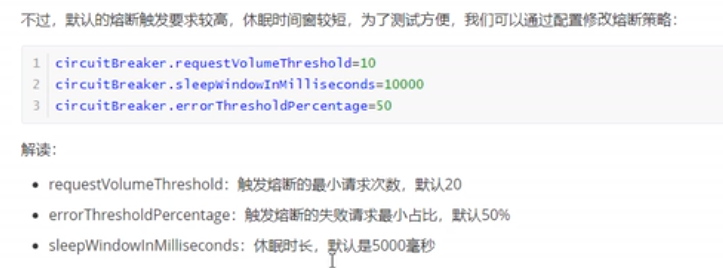 不过，默认的熔断触发要求较高，休眠时间窗较短，为了测试方便，我们可以通过配置修改熔断策略：
1 circuitBreaker.requestVolumeThreshold=10
2 circuitBreaker.sleepWindowInMilliseconds=10000
3 circuitBreaker.errorThresholdPercentage=50
解读：
• requestVolumeThreshold：触发熔断的最小请求次数，默认20
• errorThresholdPercentage：触发熔断的失败请求最小占比，默认50%
• sleepWindowInMilliseconds：休眠时长，默认是5000毫秒